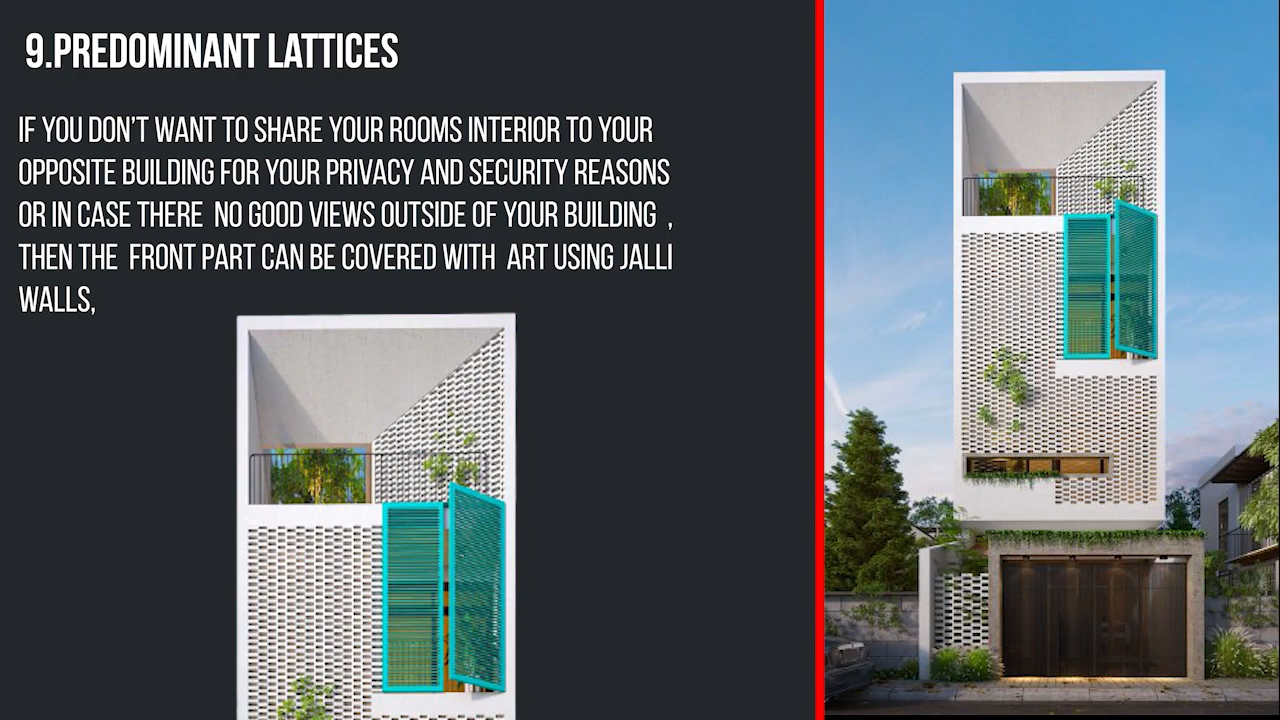 9.PREDOMINANT LATTICES
IF YOU DON'T WANT TO SHARE YOUR ROOMS INTERIOR TO YOUR
OPPOSITE BUILDING FOR YOUR PRIVACY AND SECURITY REASONS
OR IN CASE THERE NO GOOD VIEWS OUTSIDE OF YOUR BUILDING ,
THEN THE FRONT PART CAN BE COVERED WITH ART USING JALLI
WALLS,